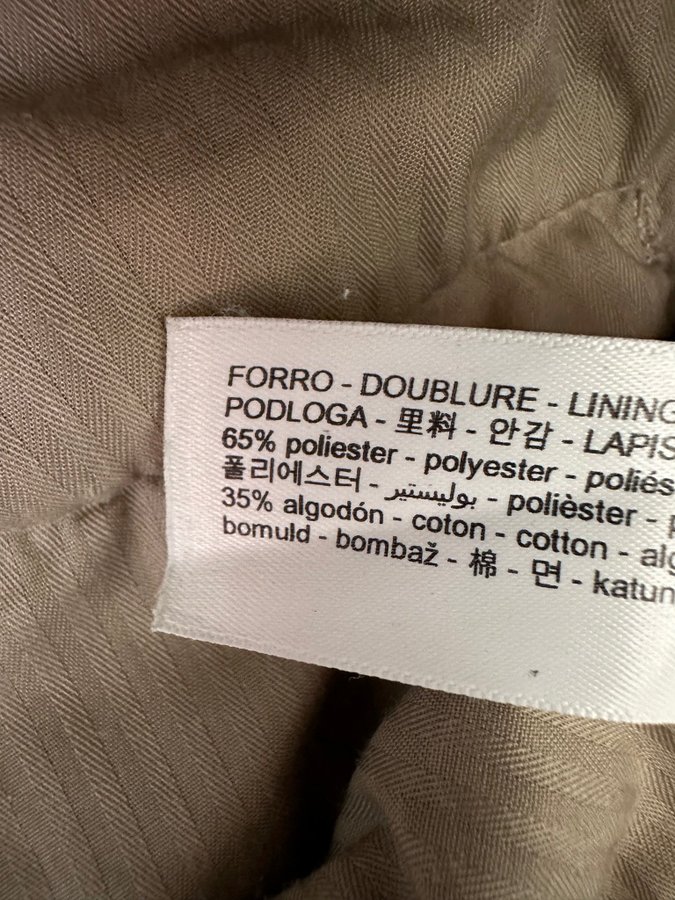 FORRO - DOUBLURE - LINING
PODLOGA - 里料 - 안감 - LAPIS
65% poliester - polyester - poliés
폴리에스터 - بوليستير - polièster - p
35% algodón - coton - cotton - alg
bomuld - bombaž - 棉 - 면 - katun